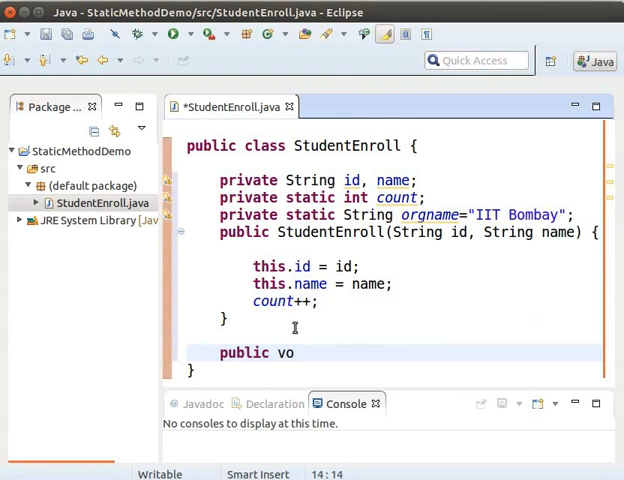 Java - StaticMethodDemo/src/StudentEnroll.java - Eclipse
Quick Access
Java
Package ...
*StudentEnroll.java
StaticMethodDemo
src
(default package)
StudentEnroll.java
JRE System Library [Jav
public class StudentEnroll {
private String id, name;
private static int count;
private static String orgname="IIT Bombay";
public StudentEnroll(String id, String name) {
this.id = id;
this.name = name;
count++;
}
public vo
}
Javadoc
Declaration
Console
No consoles to display at this time.
Writable
Smart Insert
14 : 14